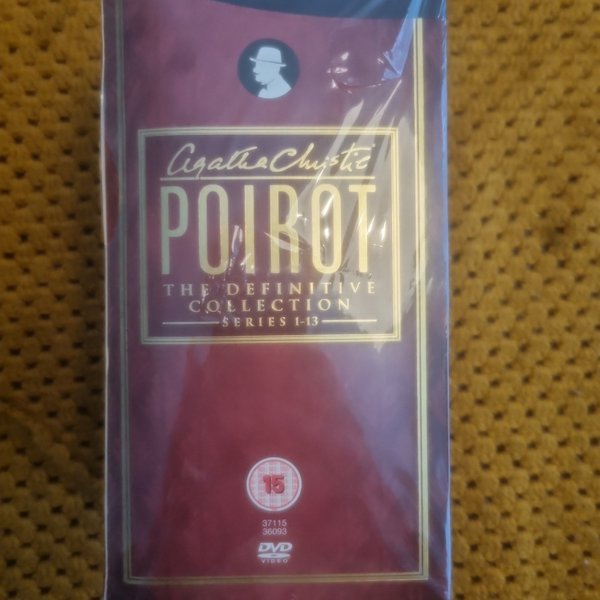 Agatha Christie
POIROT
THE DEFINITIVE
COLLECTION
SERIES 1-13
15
37115
36093
DVD
VIDEO